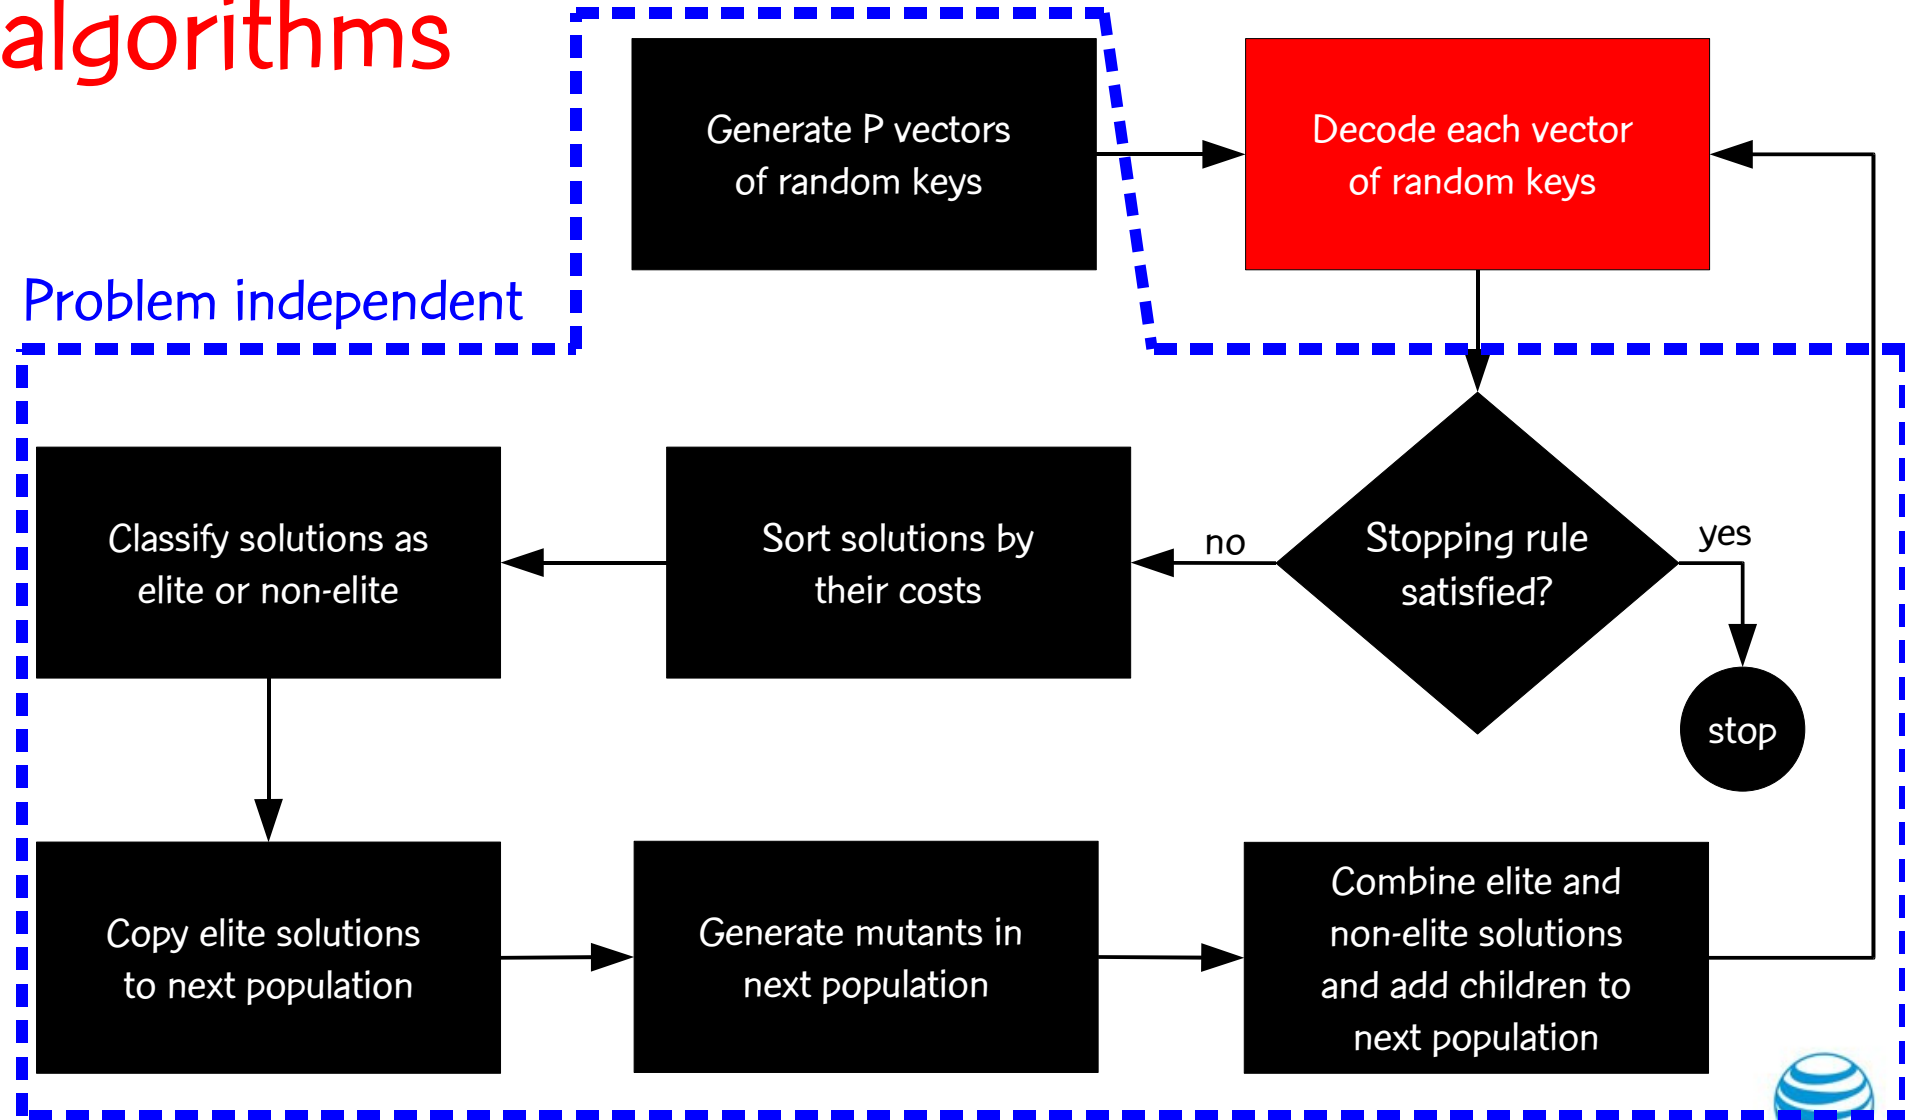 algorithms
Generate P vectors
of random keys
Decode each vector
of random keys
Problem independent
Classify solutions as
elite or non-elite
Sort solutions by
their costs
no
Stopping rule
satisfied?
yes
stop
Copy elite solutions
to next population
Generate mutants in
next population
Combine elite and
non-elite solutions
and add children to
next population